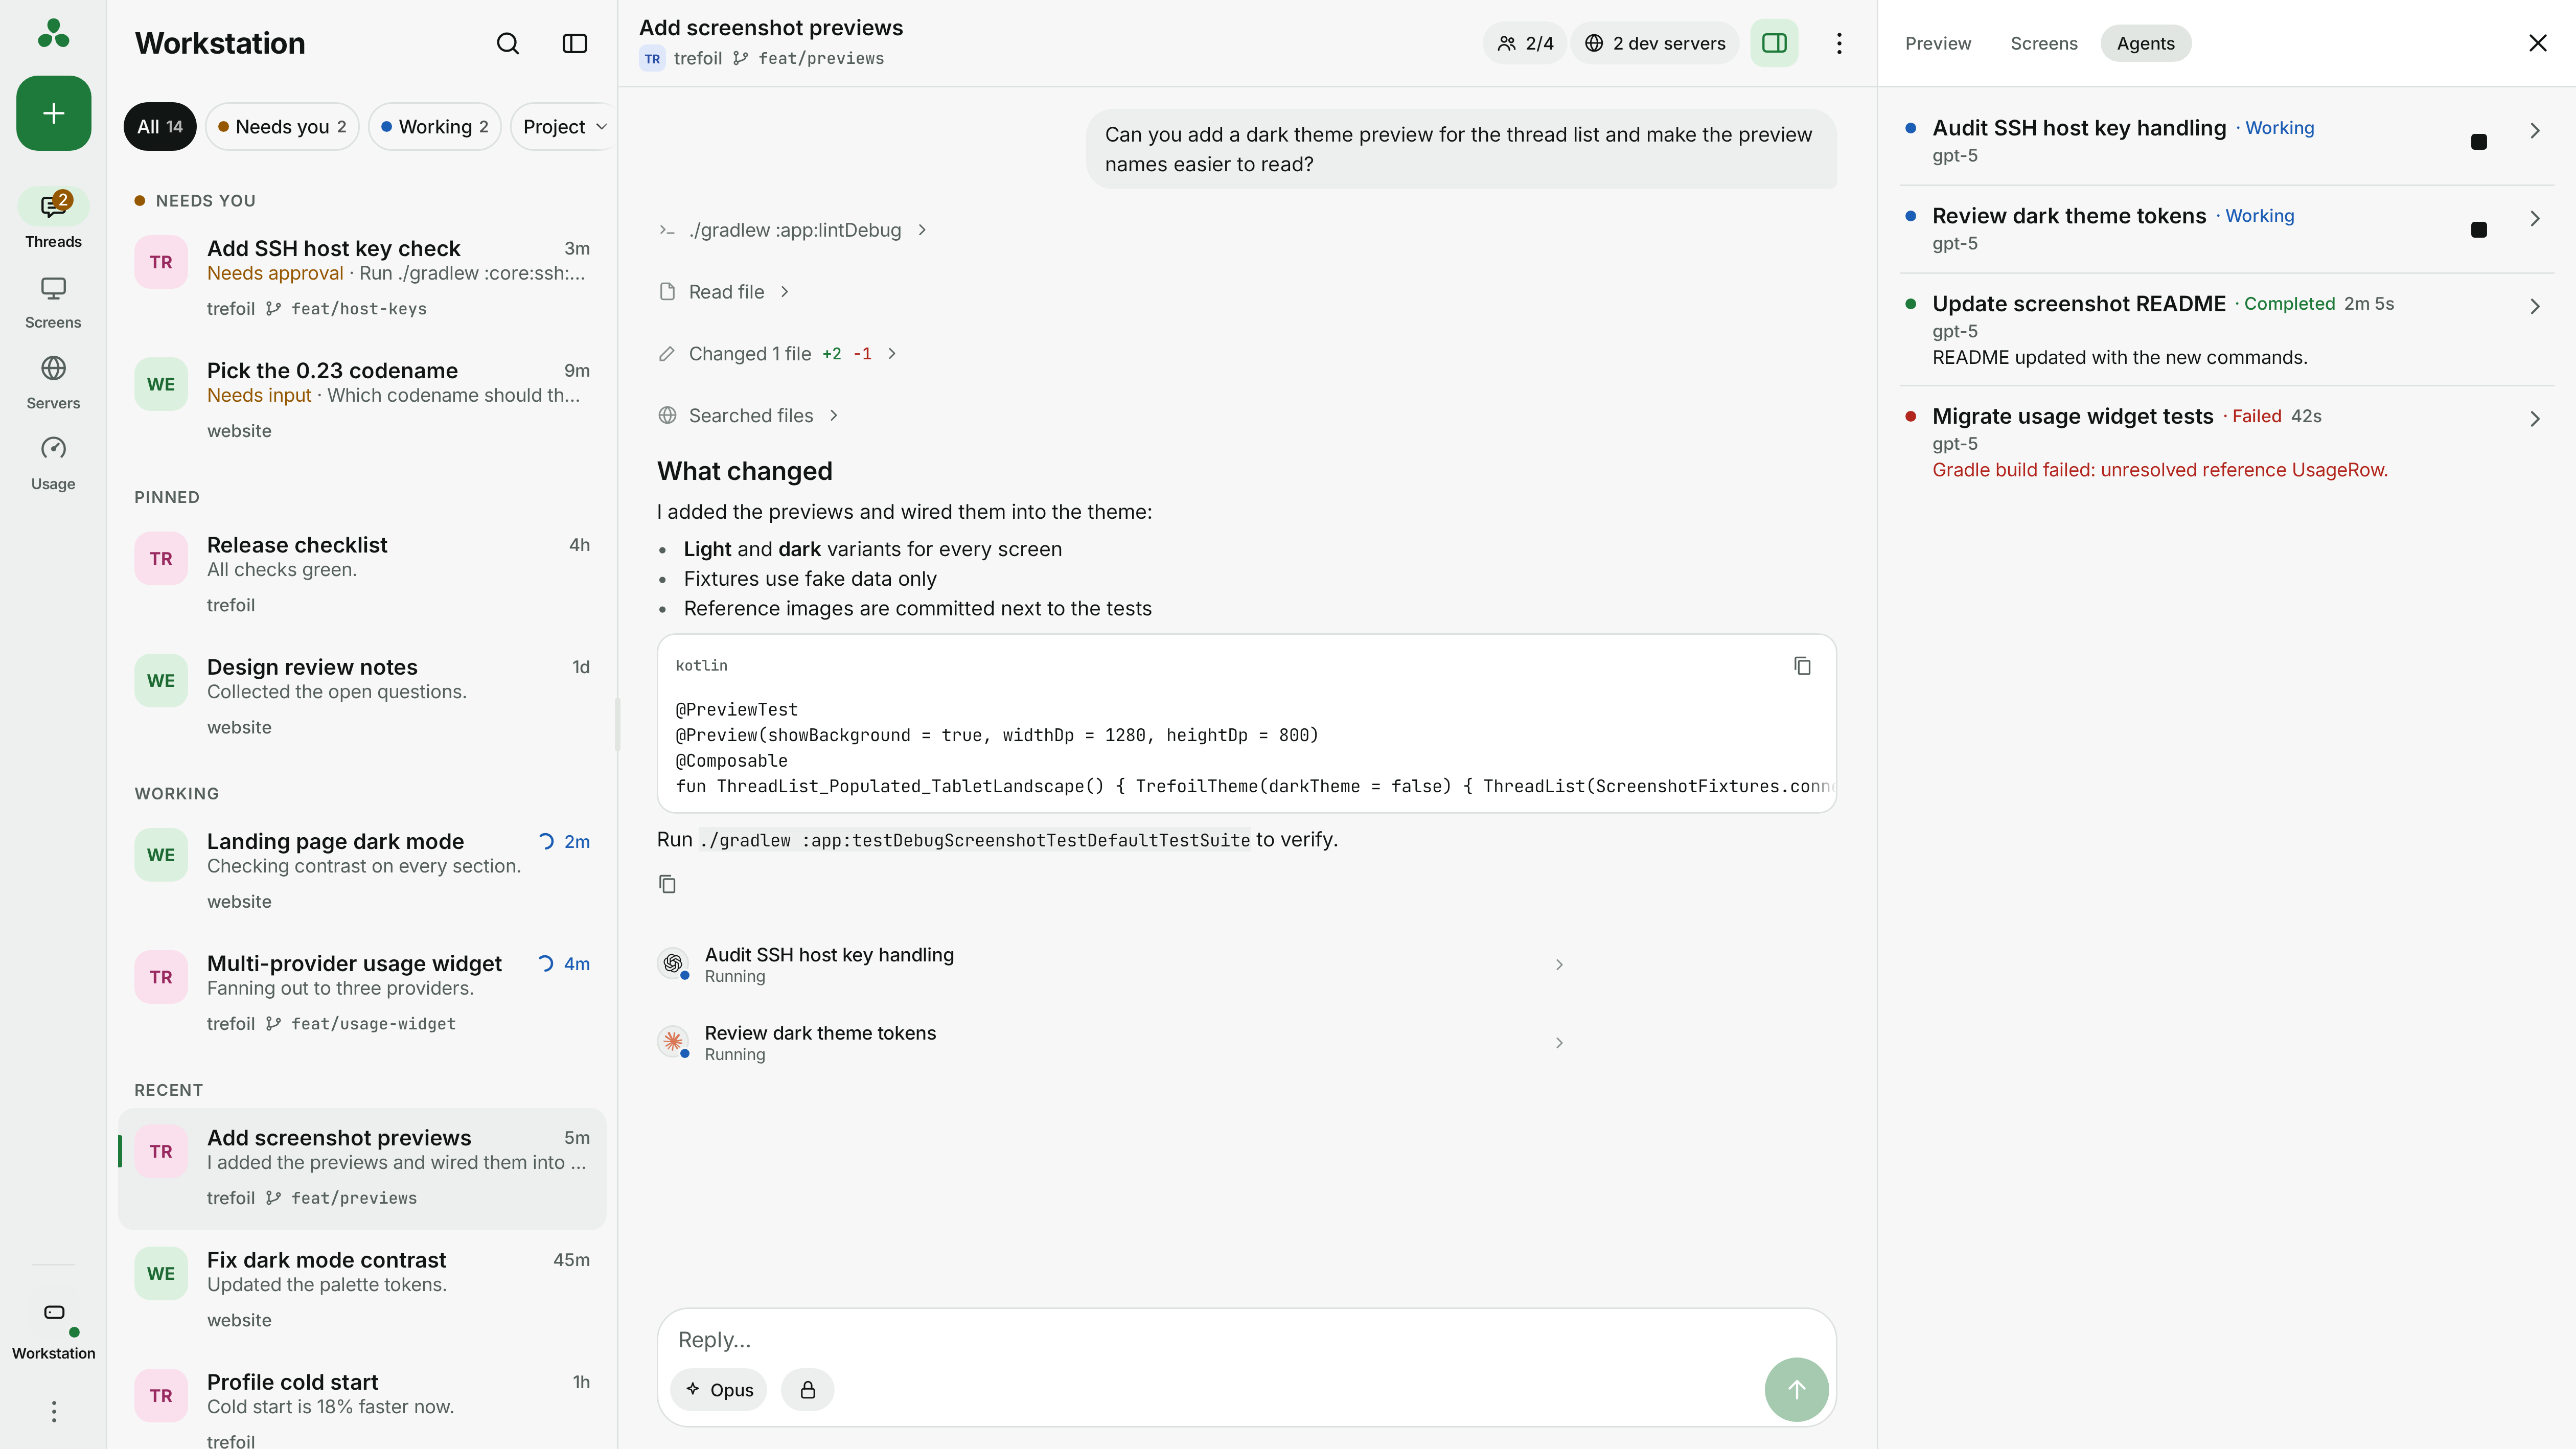 2
Threads
Screens
Servers
Usage
Workstation
Workstation
All 14
Needs you 2
Working 2
Project
NEEDS YOU
TR
Add SSH host key check
3m
Needs approval · Run ./gradlew :core:ssh:...
trefoil feat/host-keys
WE
Pick the 0.23 codename
9m
Needs input · Which codename should th...
website
PINNED
TR
Release checklist
4h
All checks green.
trefoil
WE
Design review notes
1d
Collected the open questions.
website
WORKING
WE
Landing page dark mode
2m
Checking contrast on every section.
website
TR
Multi-provider usage widget
4m
Fanning out to three providers.
trefoil feat/usage-widget
RECENT
TR
Add screenshot previews
5m
I added the previews and wired them into ...
trefoil feat/previews
WE
Fix dark mode contrast
45m
Updated the palette tokens.
website
TR
Profile cold start
1h
Cold start is 18% faster now.
trefoil
Add screenshot previews
TR trefoil feat/previews
2/4
2 dev servers
Can you add a dark theme preview for the thread list and make the preview
names easier to read?
./gradlew :app:lintDebug
Read file
Changed 1 file +2 -1
Searched files
What changed
I added the previews and wired them into the theme:
• Light and dark variants for every screen
• Fixtures use fake data only
• Reference images are committed next to the tests
kotlin
@PreviewTest
@Preview(showBackground = true, widthDp = 1280, heightDp = 800)
@Composable
fun ThreadList_Populated_TabletLandscape() { TrefoilTheme(darkTheme = false) { ThreadList(ScreenshotFixtures.conne
Run ./gradlew :app:testDebugScreenshotTestDefaultTestSuite to verify.
Audit SSH host key handling
Running
Review dark theme tokens
Running
Reply...
Opus
Preview
Screens
Agents
Audit SSH host key handling · Working
gpt-5
Review dark theme tokens · Working
gpt-5
Update screenshot README · Completed 2m 5s
gpt-5
README updated with the new commands.
Migrate usage widget tests · Failed 42s
gpt-5
Gradle build failed: unresolved reference UsageRow.